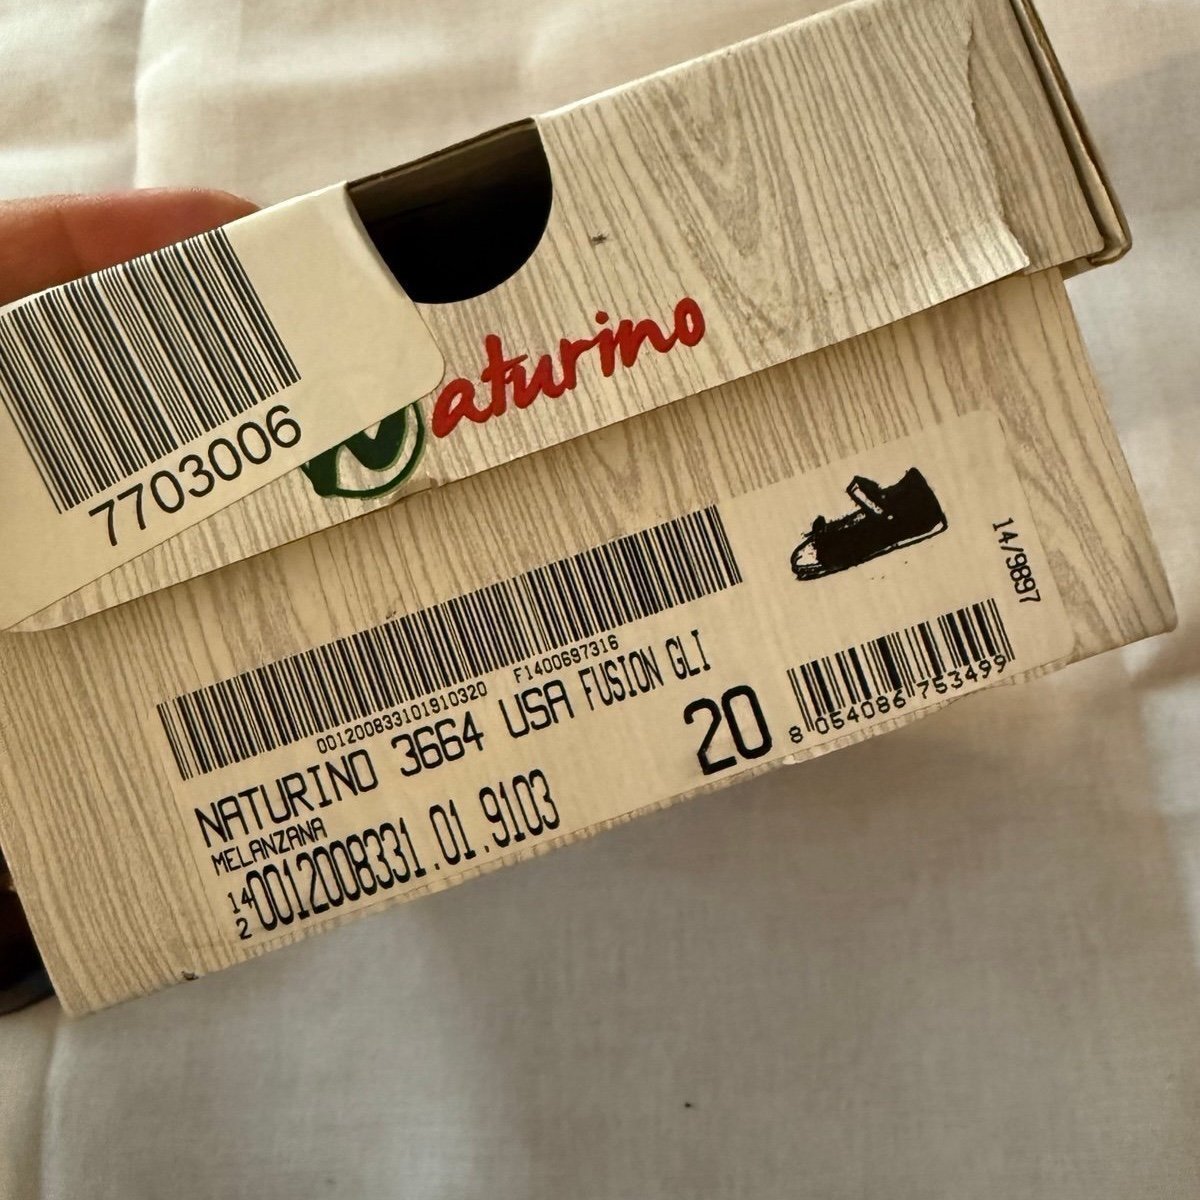 7703006
Naturino
001200833101910320 F1400697316
NATURINO 3664 USA FUSION GLI
MELANZANA
14 0012008331.01.9103
2
20
14/9897
8 054086 753499